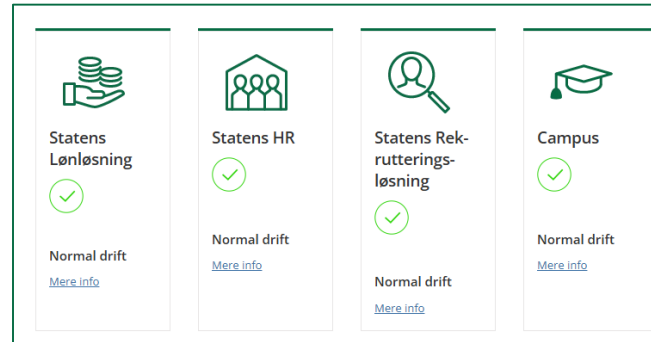 Statens
Lønløsning
Normal drift
Mere info
Statens HR
Normal drift
Mere info
Statens Rek-
rutterings-
løsning
Normal drift
Mere info
Campus
Normal drift
Mere info